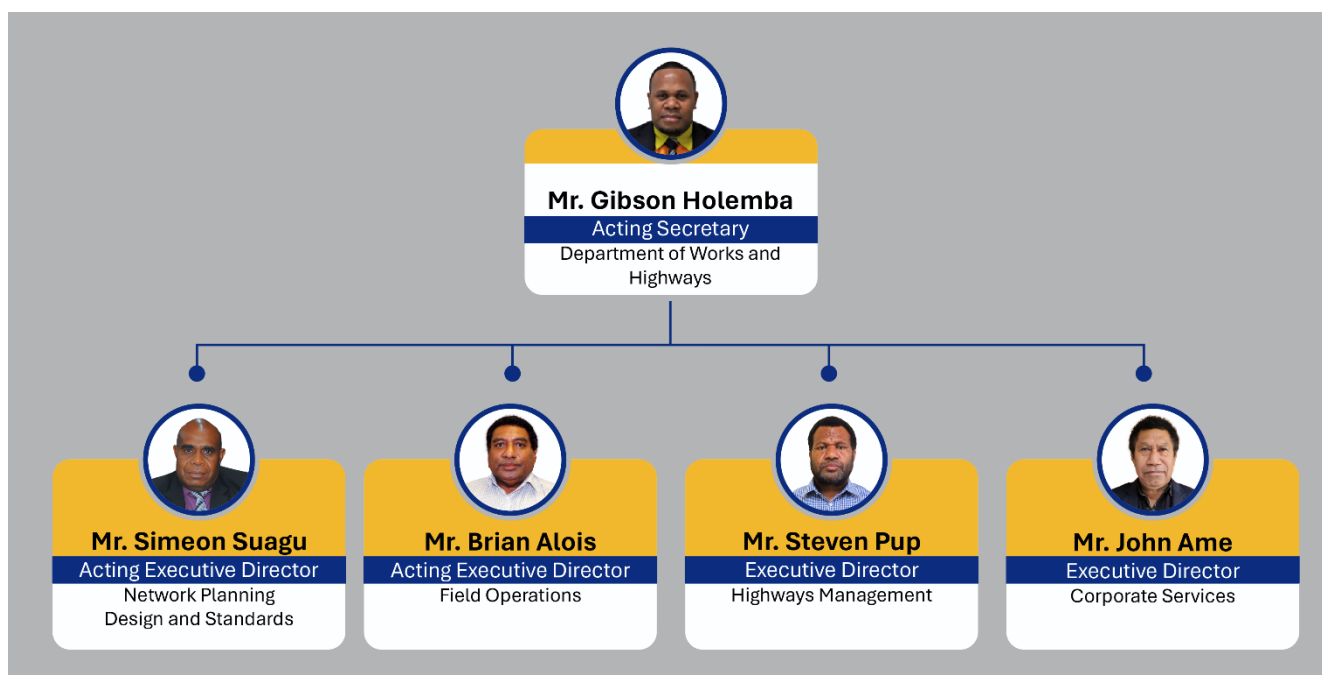 Mr. Gibson Holemba
Acting Secretary
Department of Works and
Highways
Mr. Simeon Suagu
Acting Executive Director
Network Planning
Design and Standards
Mr. Brian Alois
Acting Executive Director
Field Operations
Mr. Steven Pup
Executive Director
Highways Management
Mr. John Ame
Executive Director
Corporate Services